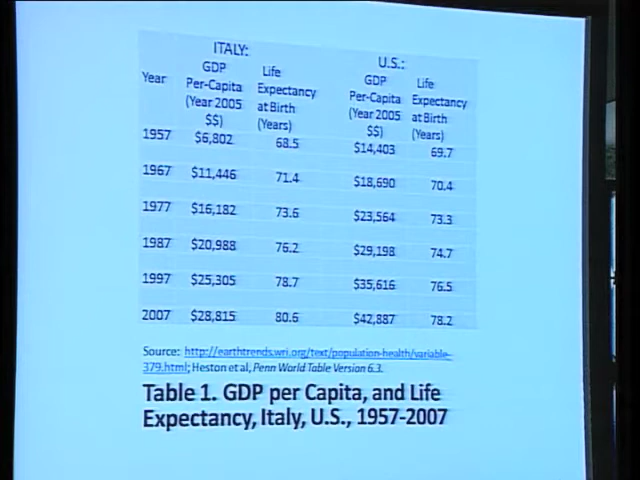 ITALY: U.S.:
Year GDP Per-Capita (Year 2005 $$) Life Expectancy at Birth (Years) GDP Per-Capita (Year 2005 $$) Life Expectancy at Birth (Years)
1957 $6,802 68.5 $14,403 69.7
1967 $11,446 71.4 $18,690 70.4
1977 $16,182 73.6 $23,564 73.3
1987 $20,988 76.2 $29,198 74.7
1997 $25,305 78.7 $35,616 76.5
2007 $28,815 80.6 $42,887 78.2
Source: http://earthtrends.wri.org/text/population-health/variable-
379.html; Heston et al, Penn World Table Version 6.3.
Table 1. GDP per Capita, and Life
Expectancy, Italy, U.S., 1957-2007